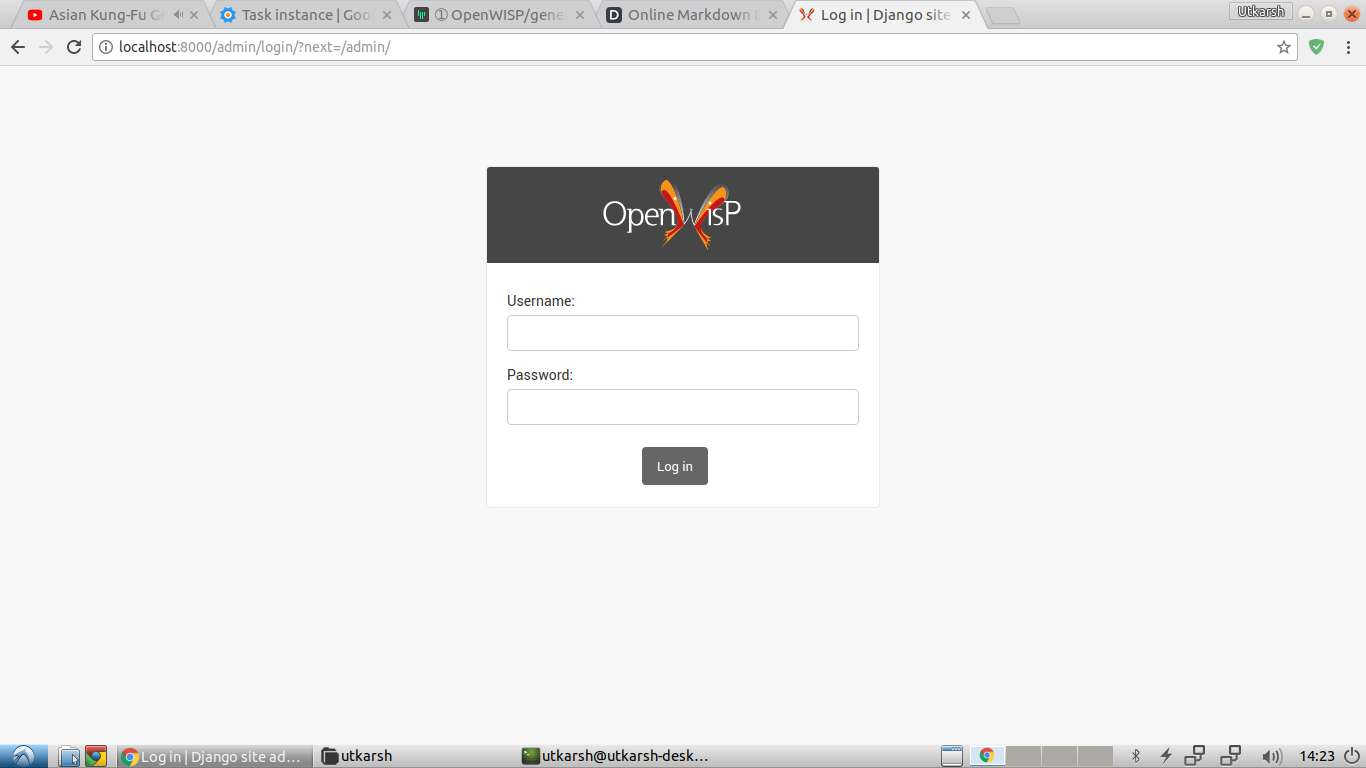 Asian Kung-Fu Ge
Task instance | Goo
① OpenWISP/gene
Online Markdown E
Log in | Django site
Utkarsh
localhost:8000/admin/login/?next=/admin/
OpenWisP
Username:
Password:
Log in
Log in | Django site ad...
utkarsh
utkarsh@utkarsh-desk...
14:23